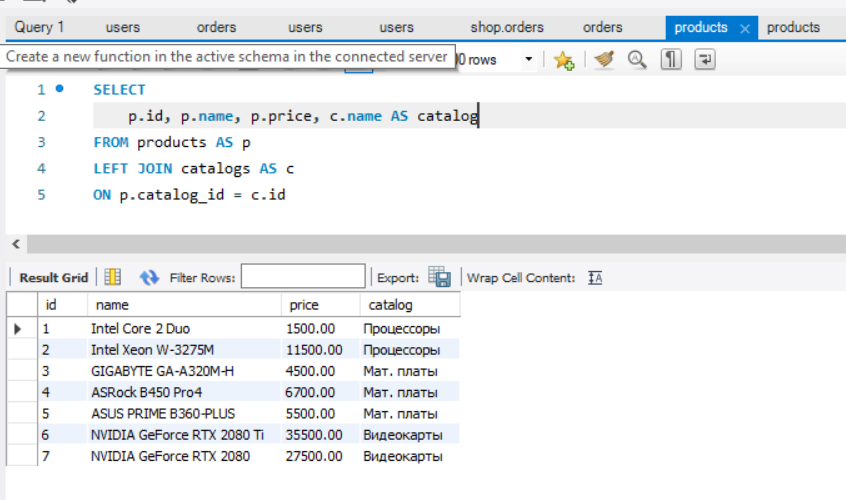 Query 1 users orders users users shop.orders orders products × products
Create a new function in the active schema in the connected server
00 rows
1 SELECT
2 p.id, p.name, p.price, c.name AS catalog
3 FROM products AS p
4 LEFT JOIN catalogs AS c
5 ON p.catalog_id = c.id
Result Grid Filter Rows: Export: Wrap Cell Content:
id name price catalog
1 Intel Core 2 Duo 1500.00 Процессоры
2 Intel Xeon W-3275M 11500.00 Процессоры
3 GIGABYTE GA-A320M-H 4500.00 Мат. платы
4 ASRock B450 Pro4 6700.00 Мат. платы
5 ASUS PRIME B360-PLUS 5500.00 Мат. платы
6 NVIDIA GeForce RTX 2080 Ti 35500.00 Видеокарты
7 NVIDIA GeForce RTX 2080 27500.00 Видеокарты